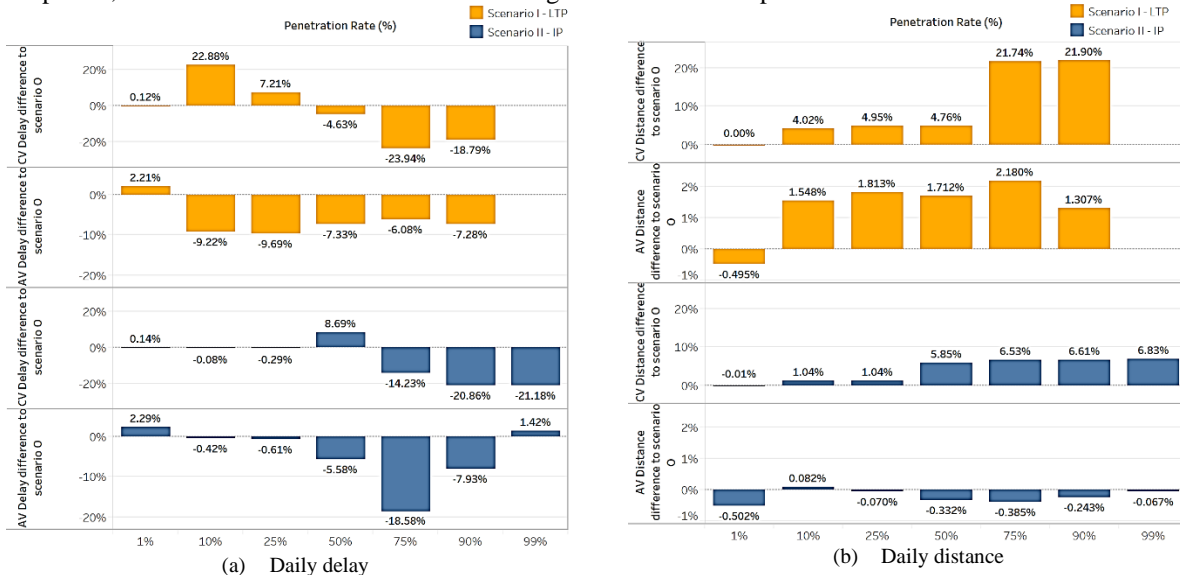 Penetration Rate (%)
Scenario I - LTP
Scenario II - IP
CV Delay difference to
scenario O
20%
0%
20%
0.12%
22.88%
7.21%
-4.63%
-23.94%
-18.79%
AV Delay difference to
scenario O
0%
-10%
20%
2.21%
-9.22%
-9.69%
-7.33%
-6.08%
-7.28%
CV Delay difference to
scenario O
20%
0%
-20%
0.14%
-0.08%
-0.29%
8.69%
-14.23%
-20.86%
-21.18%
AV Delay difference to
scenario O
0%
-10%
20%
2.29%
-0.42%
-0.61%
-5.58%
-18.58%
-7.93%
1.42%
1% 10% 25% 50% 75% 90% 99%
(a) Daily delay
Penetration Rate (%)
Scenario I - LTP
Scenario II - IP
CV Distance difference
to scenario O
20%
10%
0%
0.00%
4.02%
4.95%
4.76%
21.74%
21.90%
AV Distance
difference to scenario
O
2%
1%
0%
-1%
-0.495%
1.548%
1.813%
1.712%
2.180%
1.307%
CV Distance difference
to scenario O
20%
10%
0%
-0.01%
1.04%
1.04%
5.85%
6.53%
6.61%
6.83%
AV Distance
difference to scenario
O
2%
1%
0%
-1%
-0.502%
0.082%
-0.070%
-0.332%
-0.385%
-0.243%
-0.067%
1% 10% 25% 50% 75% 90% 99%
(b) Daily distance